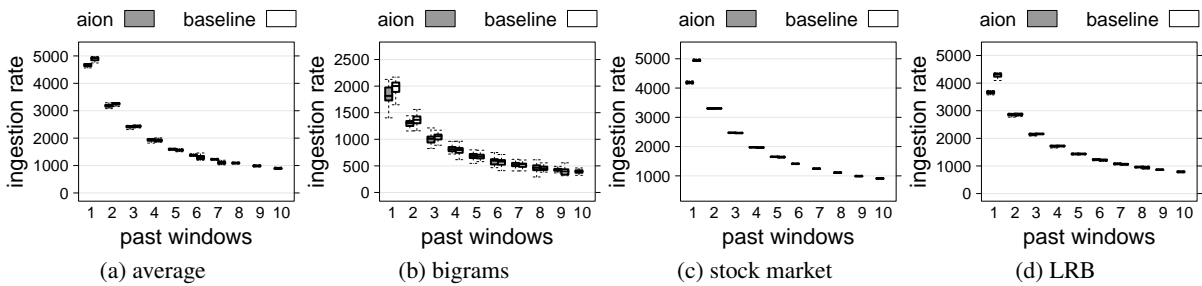 aion baseline
ingestion rate
5000
4000
3000
2000
1000
0
1 2 3 4 5 6 7 8 9 10
past windows
(a) average
aion baseline
ingestion rate
2500
2000
1500
1000
500
0
1 2 3 4 5 6 7 8 9 10
past windows
(b) bigrams
aion baseline
ingestion rate
5000
4000
3000
2000
1000
1 2 3 4 5 6 7 8 9 10
past windows
(c) stock market
aion baseline
ingestion rate
5000
4000
3000
2000
1000
0
1 2 3 4 5 6 7 8 9 10
past windows
(d) LRB